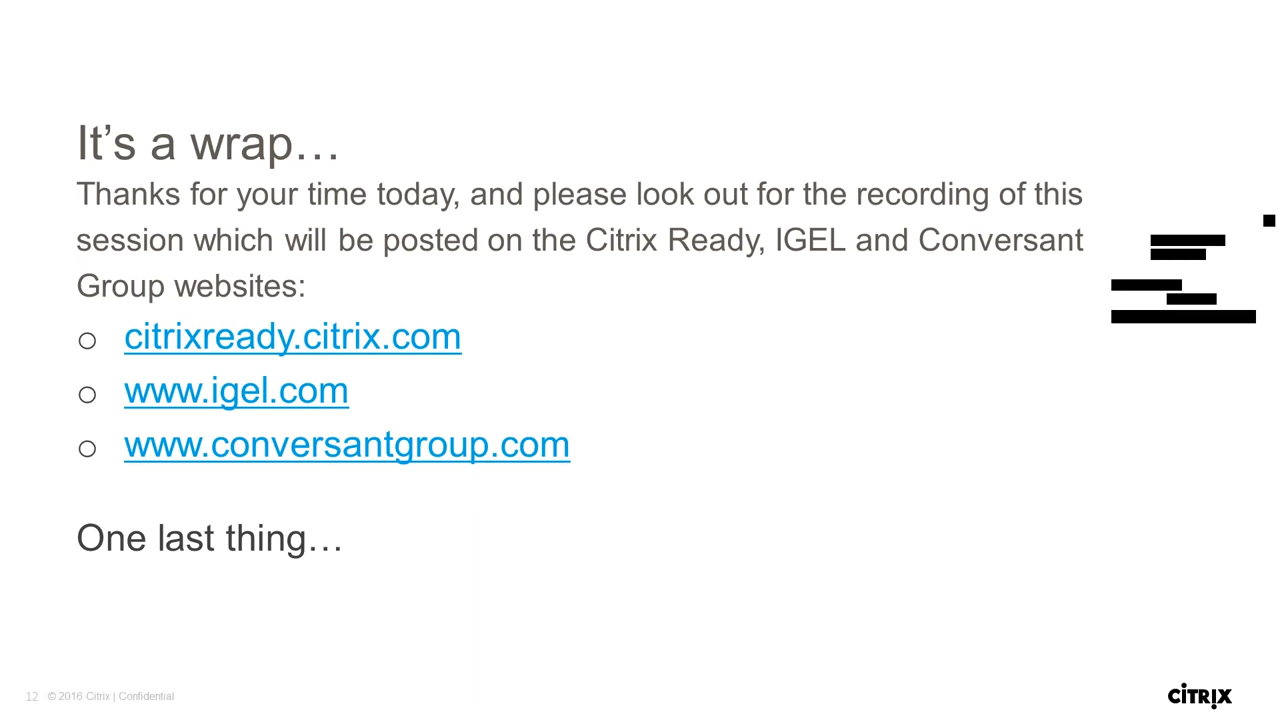 It’s a wrap…
Thanks for your time today, and please look out for the recording of this
session which will be posted on the Citrix Ready, IGEL and Conversant
Group websites:
o citrixready.citrix.com
o www.igel.com
o www.conversantgroup.com
One last thing…
12 © 2016 Citrix | Confidential
CITRIX